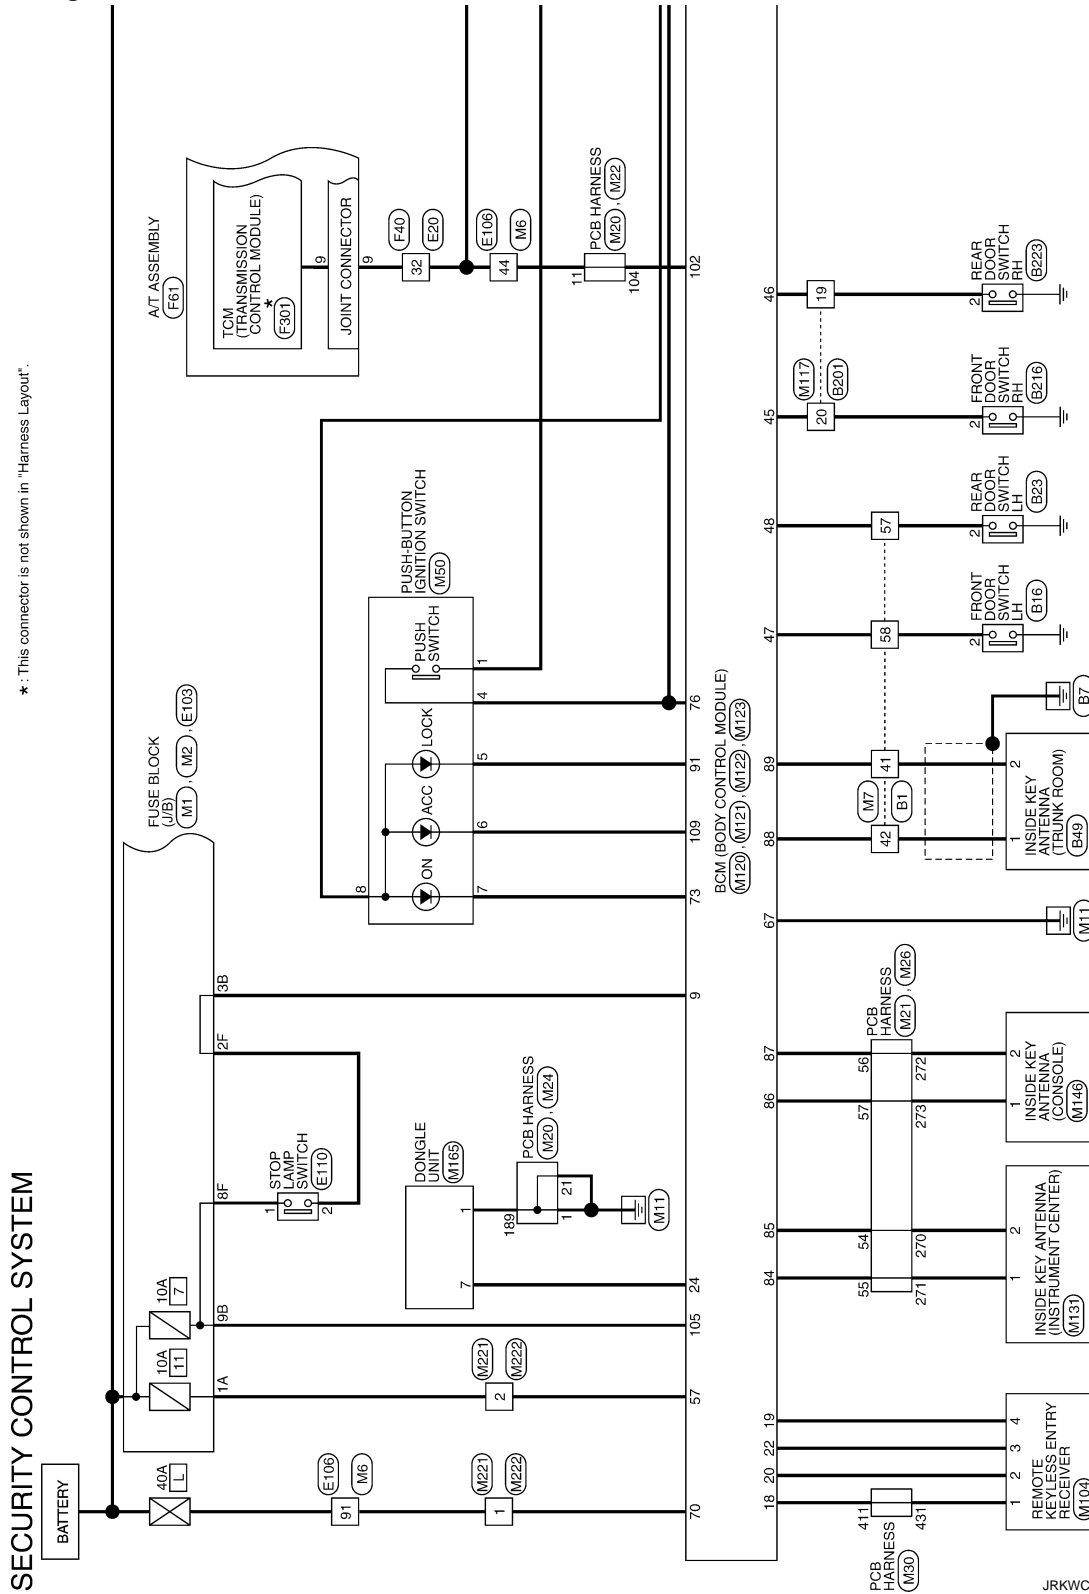 SECURITY CONTROL SYSTEM
★ : This connector is not shown in "Harness Layout".
BATTERY
40A
L
E106
M6
91
M221
M222
1
70
FUSE BLOCK
(J/B)
M1 , M2 , E103
10A
11
10A
7
1A
9B
8F
2F
3B
M221
M222
2
57
105
STOP
LAMP
SWITCH
E110
1
2
DONGLE
UNIT
M165
7
1
24
PCB HARNESS
M20 , M24
189
1
21
M11
9
PUSH-BUTTON
IGNITION SWITCH
M50
8
ON
ACC
LOCK
PUSH
SWITCH
7
6
5
4
1
73
109
91
76
A/T ASSEMBLY
F61
TCM
(TRANSMISSION
CONTROL MODULE)
★
F301
JOINT CONNECTOR
9
9
F40
E20
32
E106
M6
44
PCB HARNESS
M20 , M22
11
104
102
BCM (BODY CONTROL MODULE)
M120 , M121 , M122 , M123
18
20
22
19
84
85
86
87
67
88
89
47
48
45
46
PCB
HARNESS
M30
411
431
1
2
3
4
REMOTE
KEYLESS ENTRY
RECEIVER
M104
PCB
HARNESS
M21 , M26
55
54
57
56
271
270
273
272
1
2
INSIDE KEY ANTENNA
(INSTRUMENT CENTER)
M131
1
2
INSIDE KEY
ANTENNA
(CONSOLE)
M146
M11
M7
B1
42
41
58
57
1
2
INSIDE KEY
ANTENNA
(TRUNK ROOM)
B49
B7
2
FRONT
DOOR
SWITCH
LH
B16
2
REAR
DOOR
SWITCH
LH
B23
M117
B201
20
19
2
FRONT
DOOR
SWITCH
RH
B216
2
REAR
DOOR
SWITCH
RH
B223
JRKWC